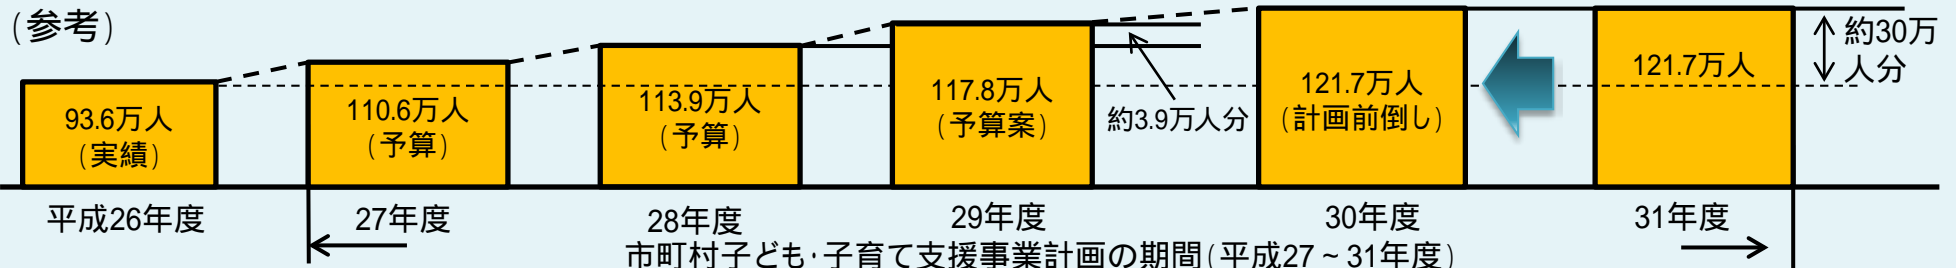 (参考)
93.6万人
(実績)
110.6万人
(予算)
113.9万人
(予算)
117.8万人
(予算案)
約3.9万人分
121.7万人
(計画前倒し)
121.7万人
約30万
人分
平成26年度
27年度
28年度
29年度
30年度
31年度
市町村子ども・子育て支援事業計画の期間(平成27~31年度)